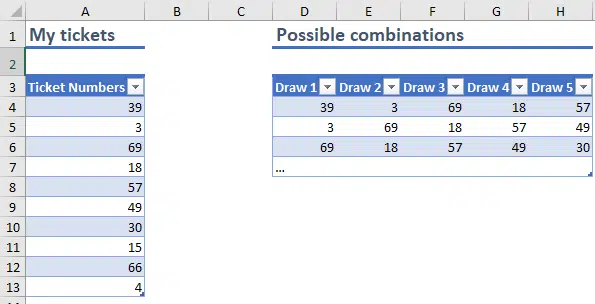 A B C D E F G H
1 My tickets Possible combinations
2
3 Ticket Numbers Draw 1 Draw 2 Draw 3 Draw 4 Draw 5
4 39 39 3 69 18 57
5 3 3 69 18 57 49
6 69 69 18 57 49 30
7 18 ...
8 57
9 49
10 30
11 15
12 66
13 4